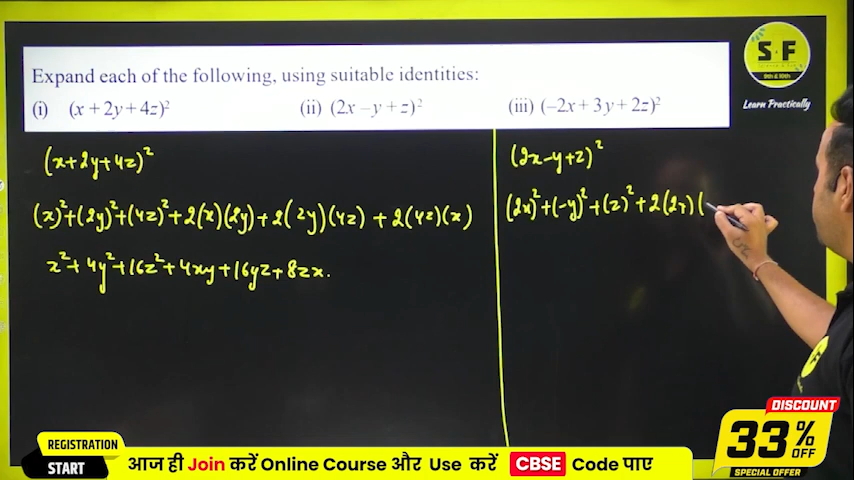 Expand each of the following, using suitable identities:
(i) (x + 2y + 4z)² (ii) (2x – y + z)² (iii) (–2x + 3y + 2z)²
S F
9th & 10th
Learn Practically
(x+2y+4z)²
(x)²+(2y)²+(4z)²+2(x)(2y)+2(2y)(4z)+2(4z)(x)
x²+4y²+16z²+4xy+16yz+8zx.
(2x-y+z)²
(2x)²+(-y)²+(z)²+2(2x)(
REGISTRATION
START
आज ही Join करें Online Course और Use करें CBSE Code पाए
DISCOUNT
33% OFF
SPECIAL OFFER